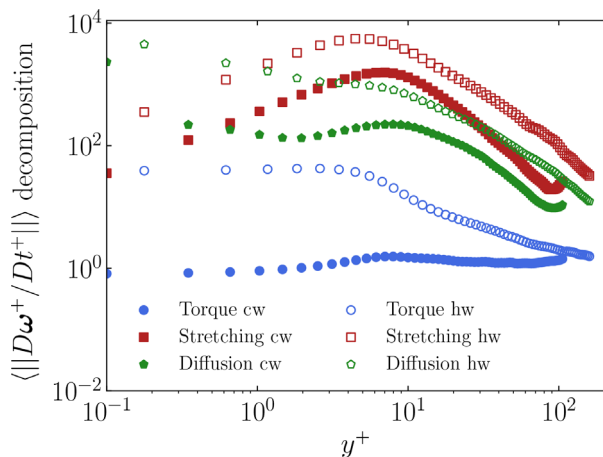 10^4
10^2
10^0
10^{-2}
⟨||Dω^+/Dt^+||⟩ decomposition
Torque cw
Stretching cw
Diffusion cw
Torque hw
Stretching hw
Diffusion hw
10^{-1}
10^0
10^1
10^2
y^+